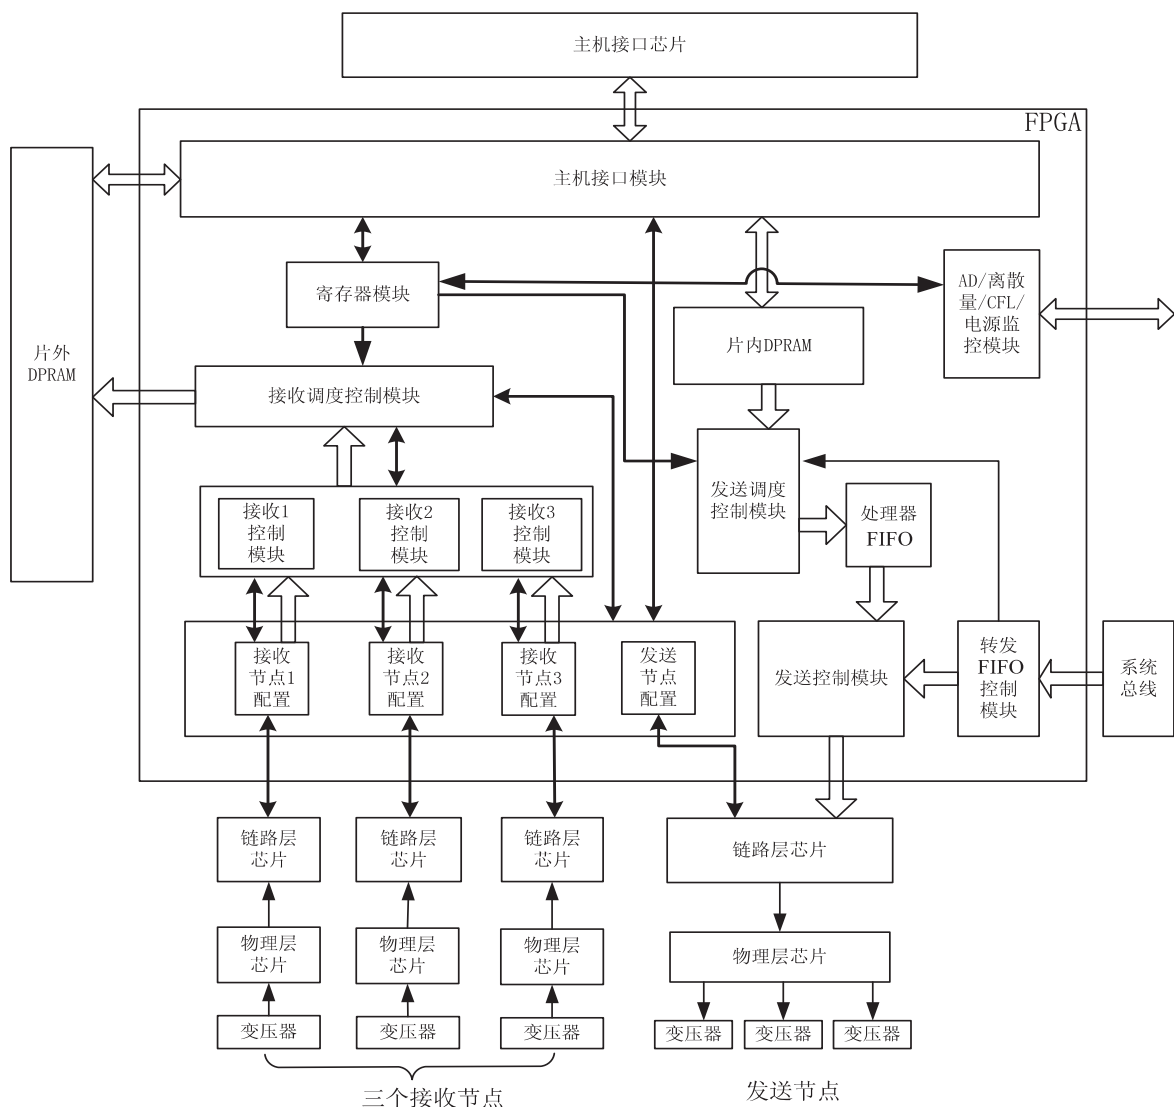 主机接口芯片
FPGA
主机接口模块
寄存器模块
AD/离散
量/CFL/
电源监
控模块
片外
DPRAM
片内DPRAM
接收调度控制模块
发送调度
控制模块
处理器
FIFO
接收1
控制
模块
接收2
控制
模块
接收3
控制
模块
接收
节点1
配置
接收
节点2
配置
接收
节点3
配置
发送
节点
配置
发送控制模块
转发
FIFO
控制
模块
系统
总线
链路层
芯片
链路层
芯片
链路层
芯片
链路层芯片
物理层
芯片
物理层
芯片
物理层
芯片
物理层芯片
变压器
变压器
变压器
变压器
变压器
变压器
三个接收节点
发送节点